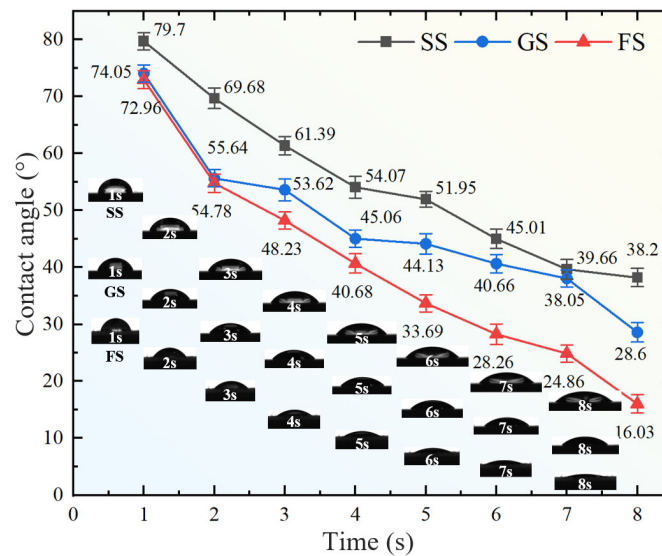 SS GS FS
Contact angle (°)
80
70
60
50
40
30
20
10
0
79.7
74.05
72.96
69.68
55.64
54.78
61.39
53.62
48.23
54.07
45.06
40.68
51.95
44.13
33.69
45.01
40.66
28.26
39.66
38.05
24.86
38.2
28.6
16.03
1s
SS
2s
3s
4s
5s
6s
7s
8s
1s
GS
2s
3s
4s
5s
6s
7s
8s
1s
FS
2s
3s
4s
5s
6s
7s
8s
0 1 2 3 4 5 6 7 8
Time (s)